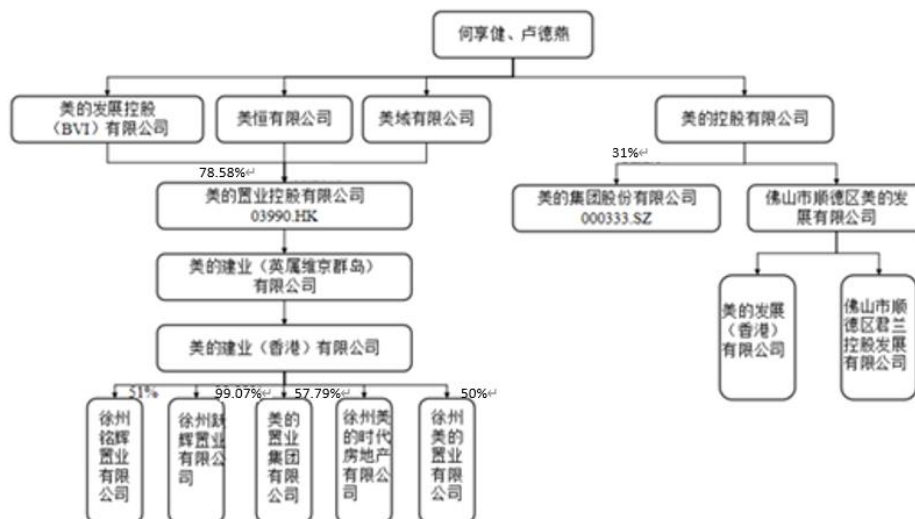 何享健、卢德燕
美的发展控股
（BVI）有限公司
美恒有限公司
美域有限公司
美的控股有限公司
78.58%
31%
美的置业控股有限公司
03990.HK
美的集团股份有限公司
000333.SZ
佛山市顺德区美的发
展有限公司
美的建业（英属维京群岛）
有限公司
美的发展
（香港）
有限公司
佛山市顺
德区君兰
控股发展
有限公司
美的建业（香港）有限公司
51%
99.07%
57.79%
50%
徐州
铭辉
置业
有限
公司
徐州跃
辉置业
有限公
司
美的
置业
集团
有限
公司
徐州美
的时代
房地产
有限公
司
徐州
美的
置业
有限
公司